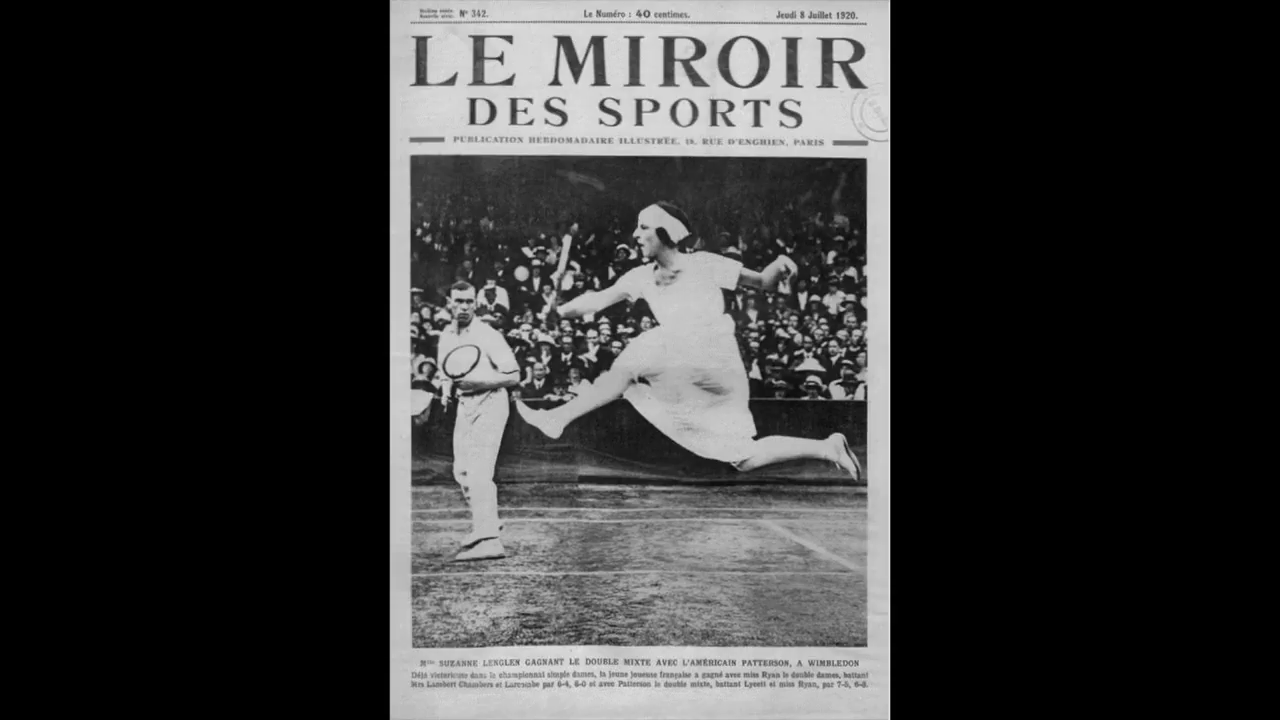 Nº 342.
Le Numéro : 40 centimes.
Jeudi 8 Juillet 1920.
LE MIROIR
DES SPORTS
PUBLICATION HEBDOMADAIRE ILLUSTRÉE, 18, RUE D'ENGHIEN, PARIS
Mlle SUZANNE LENGLEN GAGNANT LE DOUBLE MIXTE AVEC L'AMÉRICAIN PATTERSON, A WIMBLEDON
Déjà victorieuse dans le championnat simple dames, la jeune joueuse française a gagné avec miss Ryan le double dames, battant
Mrs Lambert Chambers et Larcombe par 6-4, 6-0 et avec Patterson le double mixte, battant Lycett et miss Ryan, par 7-5, 6-3.